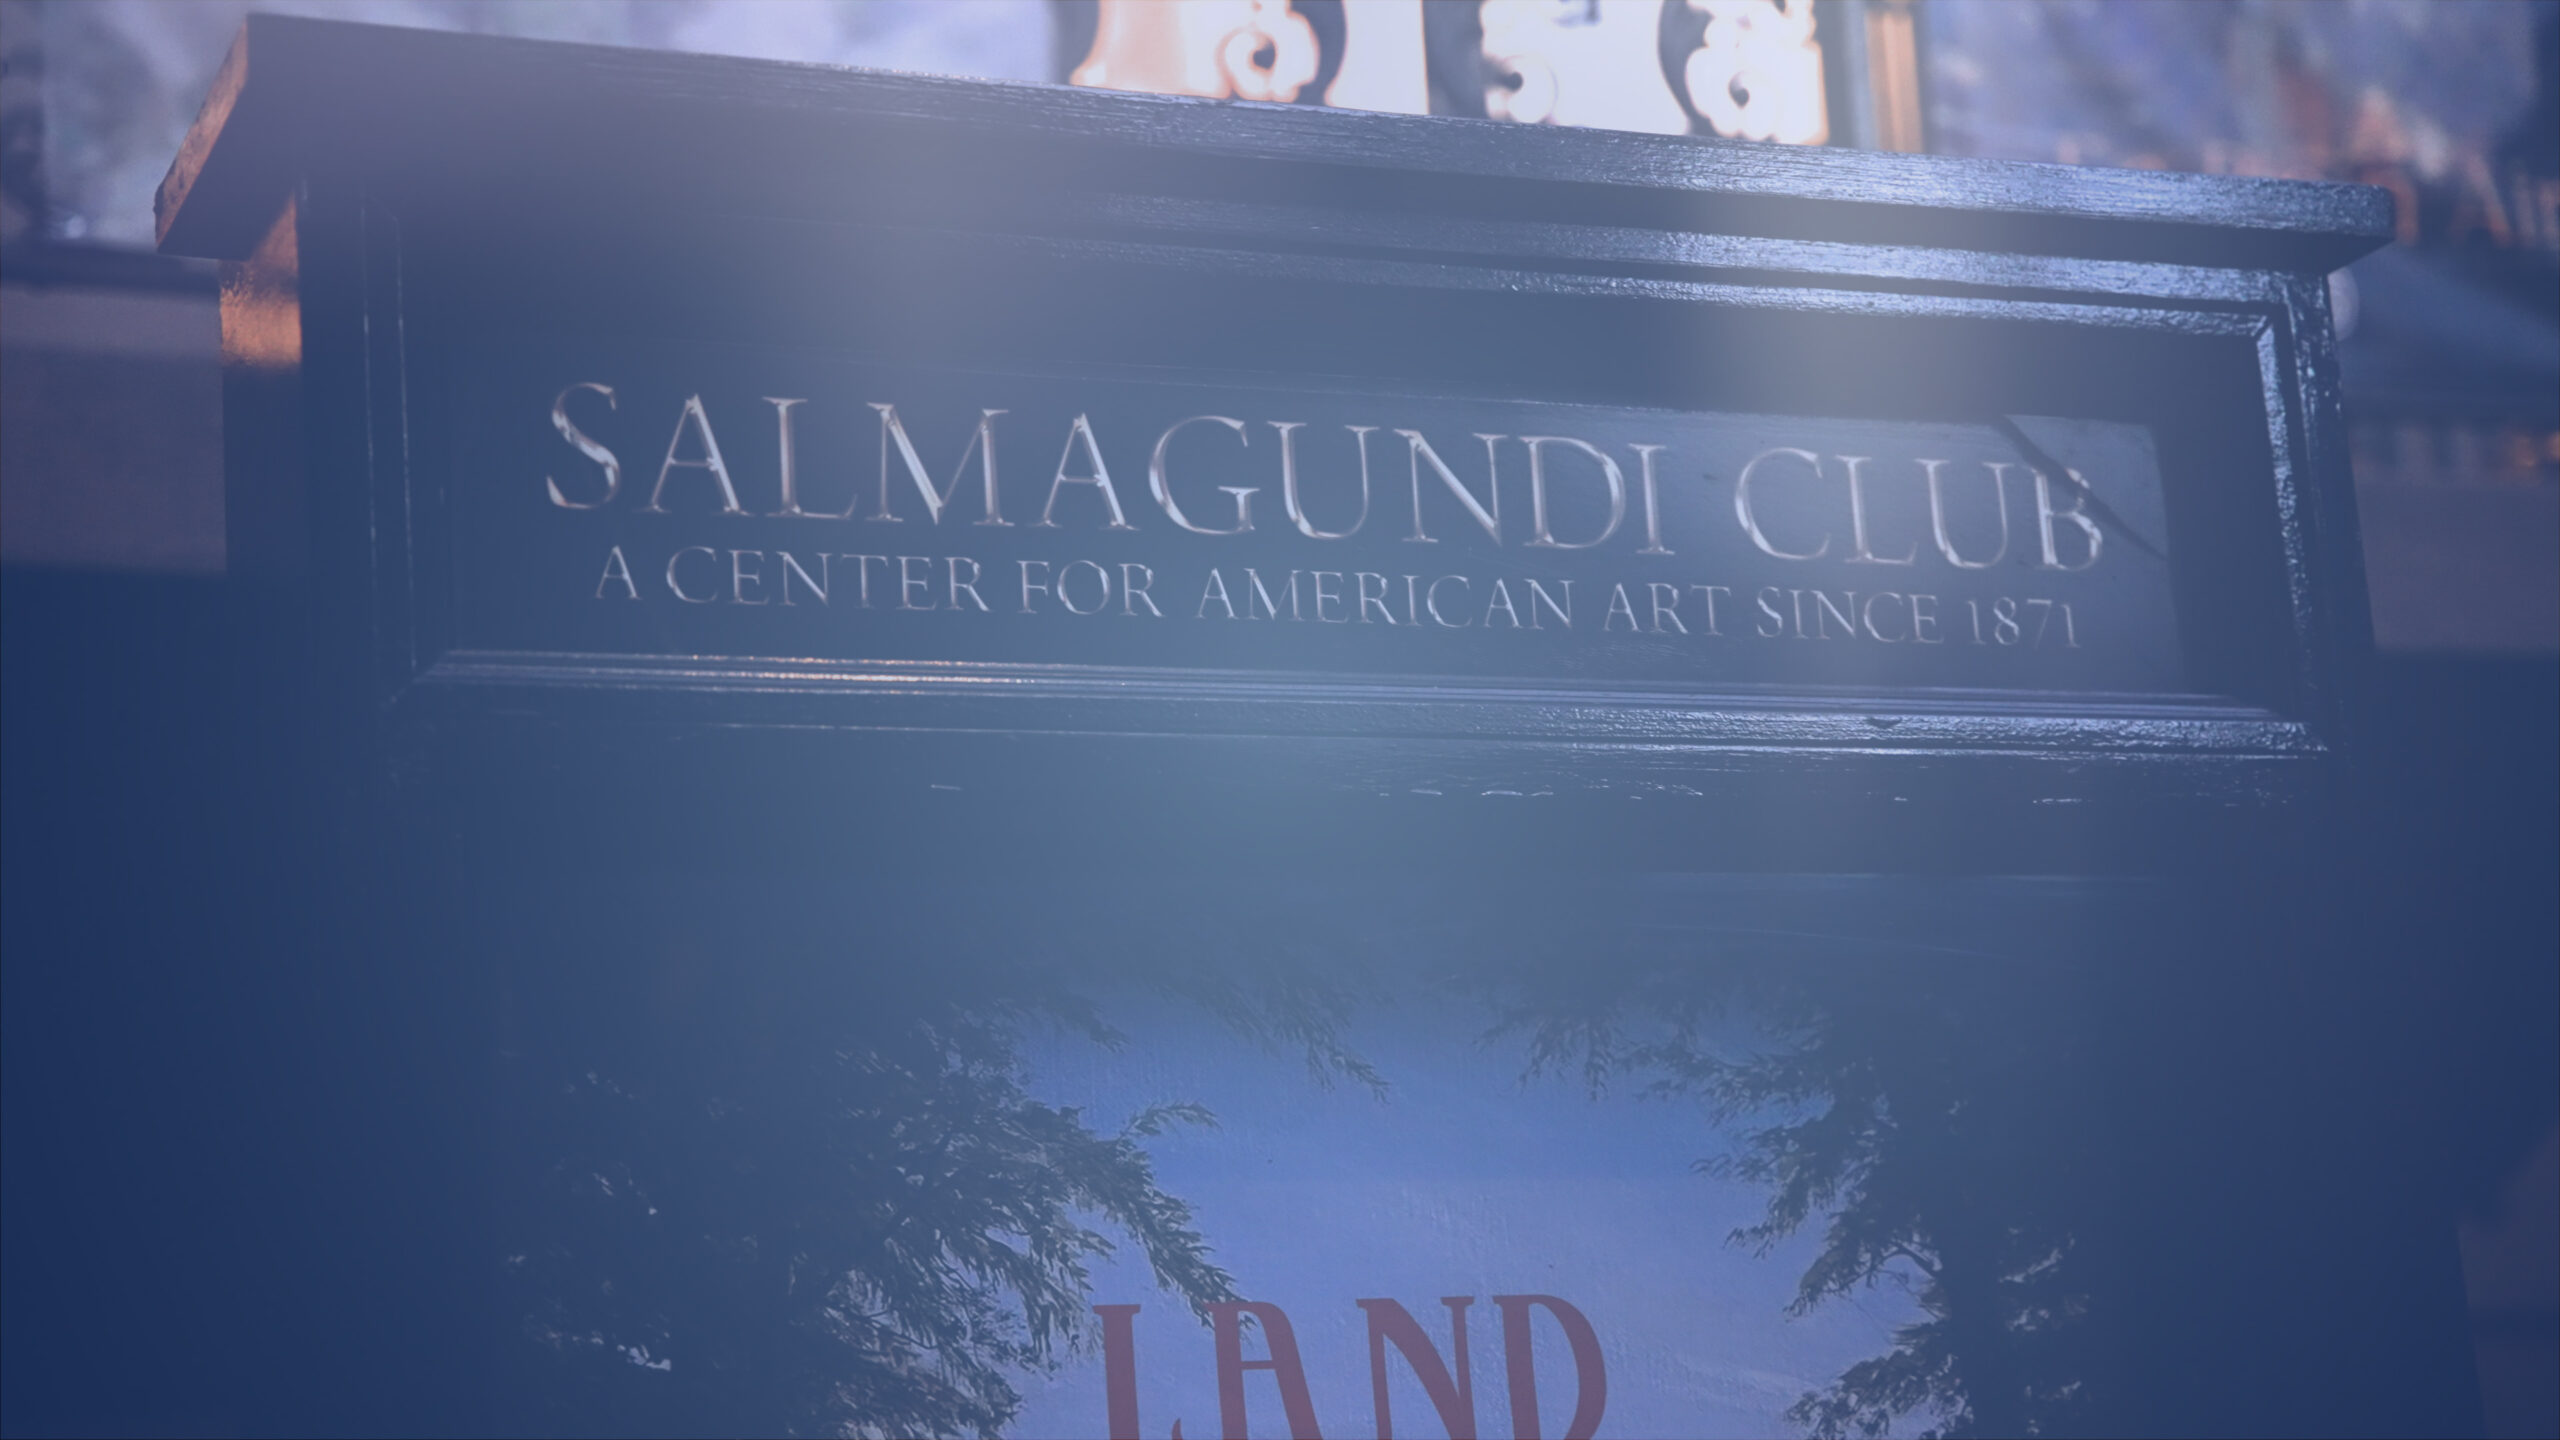 SALMAGUNDI CLUB
A CENTER FOR AMERICAN ART SINCE 1871
LAND